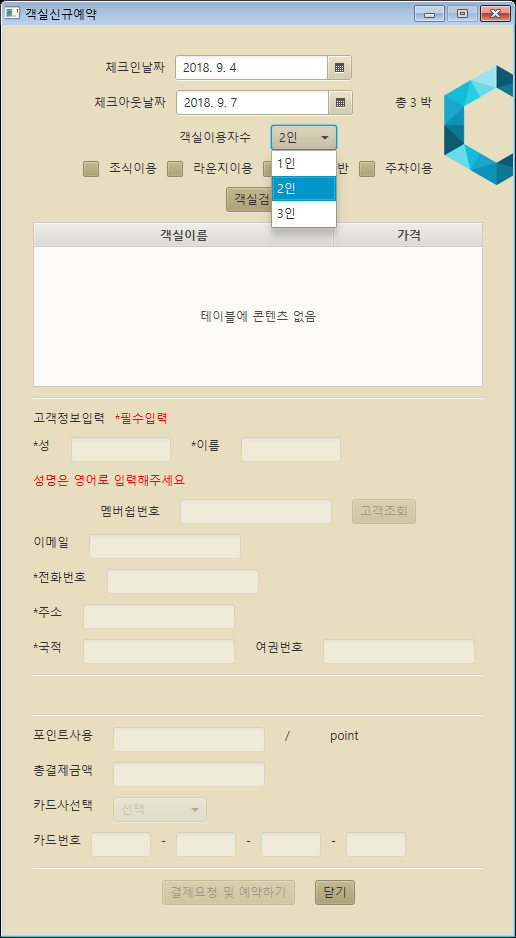 객실신규예약
체크인날짜 2018. 9. 4
체크아웃날짜 2018. 9. 7 총 3 박
객실이용자수 2인
1인
조식이용 라운지이용 반 주차이용
2인
객실검
3인
객실이름 가격
테이블에 콘텐츠 없음
고객정보입력 *필수입력
*성 *이름
성명은 영어로 입력해주세요
멤버쉽번호 고객조회
이메일
*전화번호
*주소
*국적 여권번호
포인트사용 / point
총결제금액
카드사선택 선택
카드번호 - - -
결제요청 및 예약하기 닫기